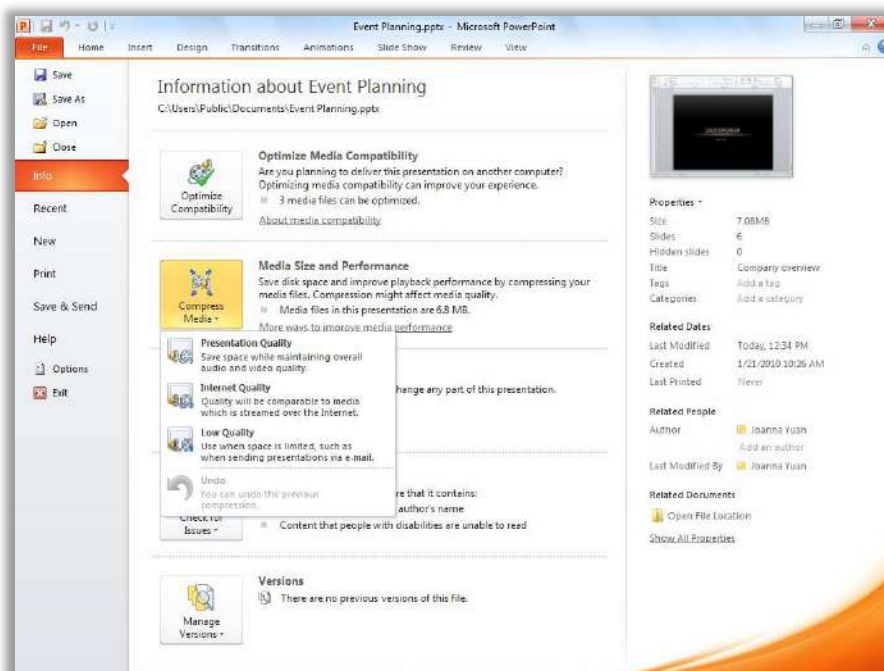 Event Planning.pptx - Microsoft PowerPoint
File Home Insert Design Transitions Animations Slide Show Review View
Save
Save As
Open
Close
Info
Recent
New
Print
Save & Send
Help
Options
Exit
Information about Event Planning
C:\Users\Public\Documents\Event Planning.pptx
Optimize
Compatibility
Optimize Media Compatibility
Are you planning to deliver this presentation on another computer?
Optimizing media compatibility can improve your experience.
3 media files can be optimized.
About media compatibility
Compress
Media
Media Size and Performance
Save disk space and improve playback performance by compressing your
media files. Compression might affect media quality.
Media files in this presentation are 6.8 MB.
More ways to improve media performance
Presentation Quality
Save space while maintaining overall
audio and video quality.
Internet Quality
Quality will be comparable to media
which is streamed over the Internet.
Low Quality
Use when space is limited, such as
when sending presentations via e-mail.
Undo
You can undo the previous
compression.
hange any part of this presentation.
re that it contains:
author's name
Content that people with disabilities are unable to read
Check for
Issues
Manage
Versions
Versions
There are no previous versions of this file.
Properties
Size 7.08MB
Slides 6
Hidden slides 0
Title Company overview
Tags Add a tag
Categories Add a category
Related Dates
Last Modified Today, 12:34 PM
Created 1/21/2010 10:26 AM
Last Printed Never
Related People
Author Joanna Yuan
Add an author
Last Modified By Joanna Yuan
Related Documents
Open File Location
Show All Properties